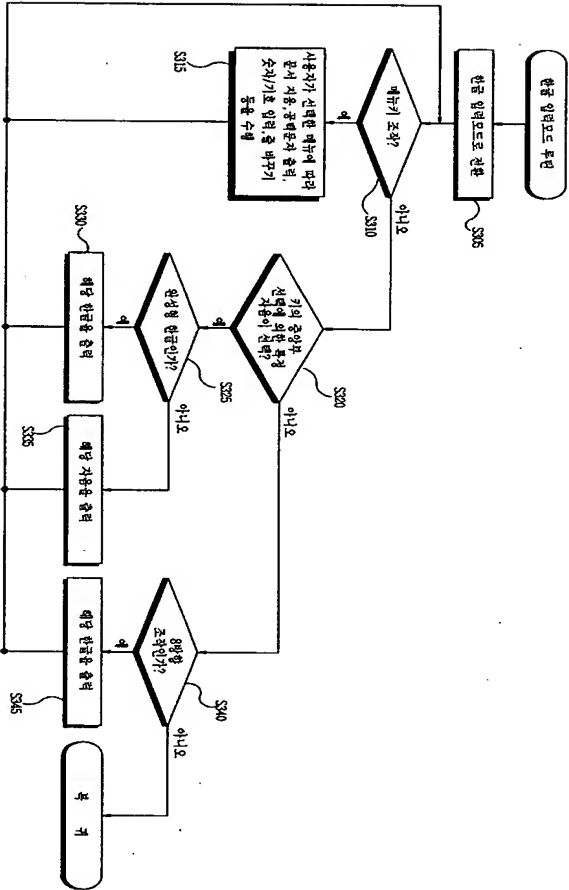 한글 입력모드 루틴
한글 입력모드로 전환
S305
메뉴키 조작?
S310
예
아니오
S315
사용자가 선택한 메뉴에 따라
문서 지움,공백문자 출력,
숫자/기호 입력,줄 바꾸기
등을 수행
키의 중앙부
선택에 의한 특정
자음이 선택?
S320
예
아니오
완성형 한글인가?
S325
예
아니오
S330
해당 한글을 출력
S335
해당 자음을 출력
8방향
조작인가?
S340
예
아니오
해당 한글을 출력
S345
복 귀